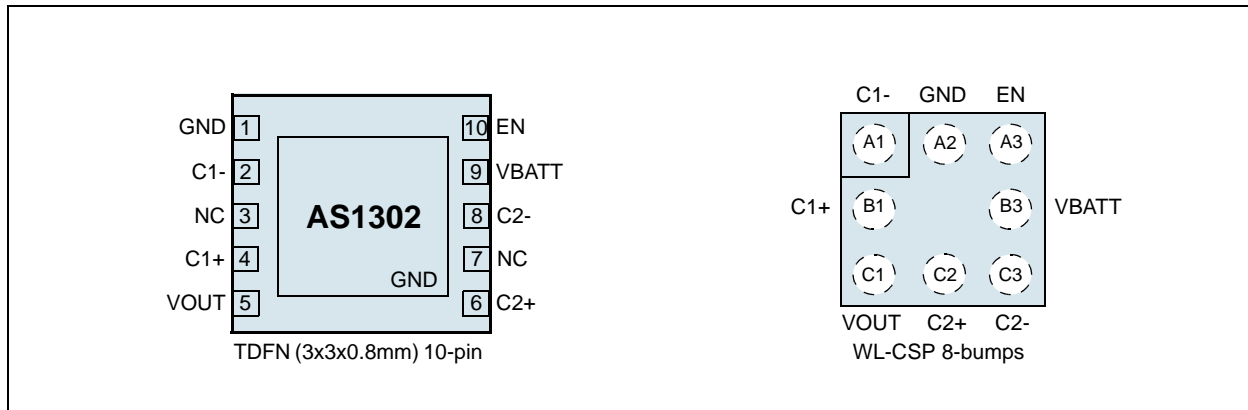 GND 1
C1- 2
NC 3
C1+ 4
VOUT 5
10 EN
9 VBATT
8 C2-
7 NC
6 C2+
AS1302
GND
TDFN (3x3x0.8mm) 10-pin
C1- GND EN
A1 A2 A3
C1+ B1 B3 VBATT
C1 C2 C3
VOUT C2+ C2-
WL-CSP 8-bumps